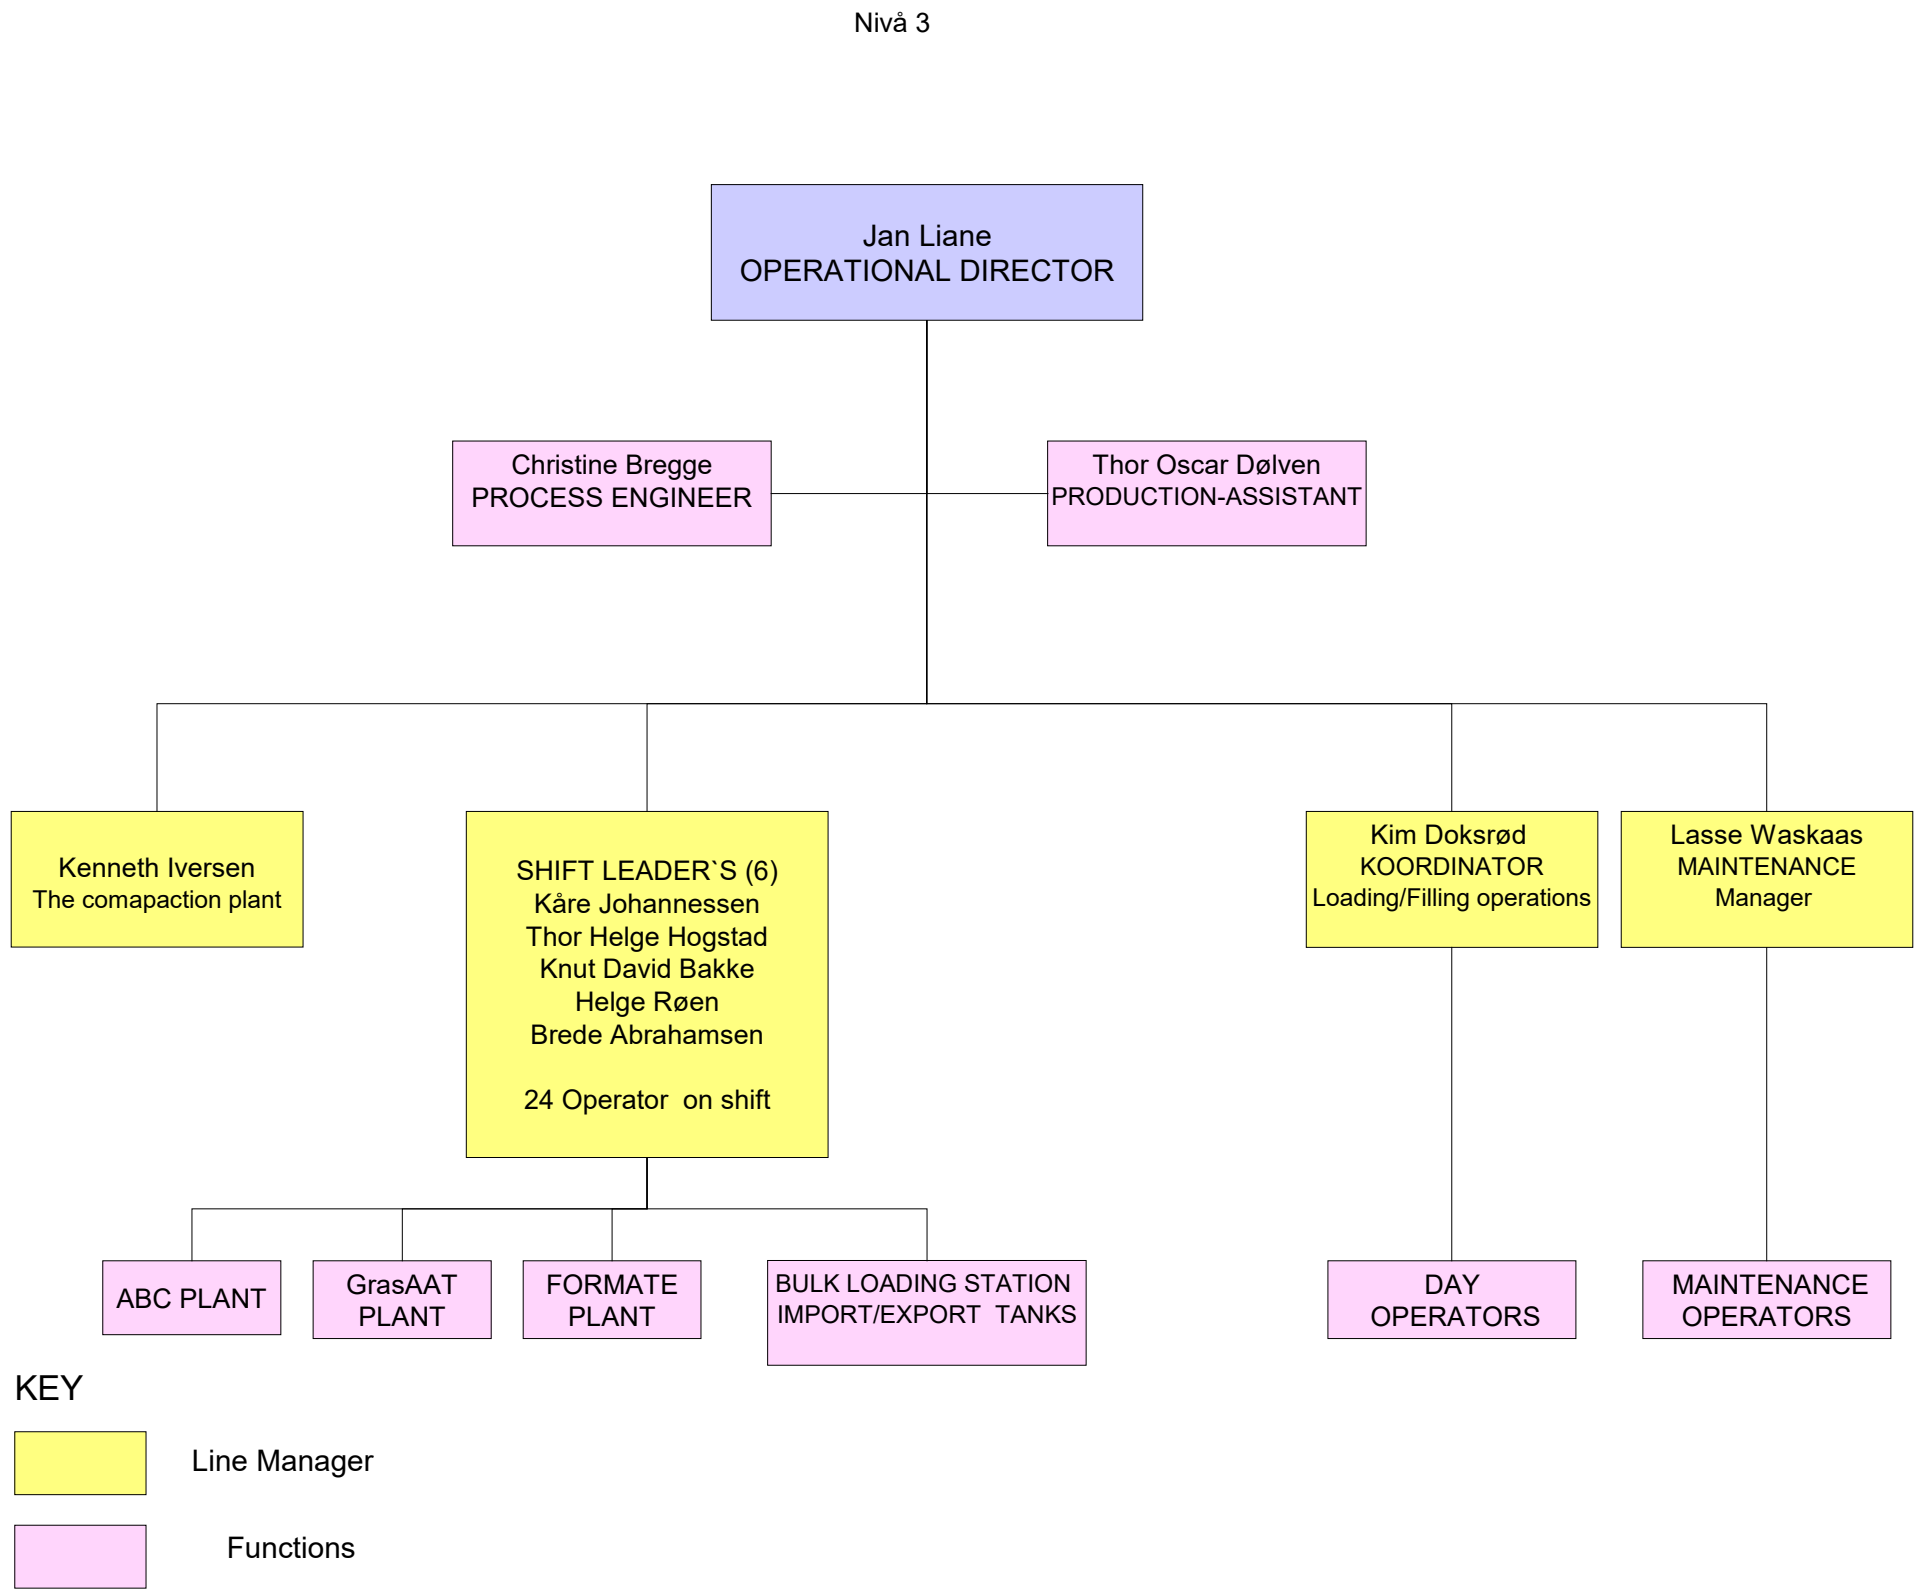 Nivå 3
Jan Liane
OPERATIONAL DIRECTOR
Christine Bregge
PROCESS ENGINEER
Thor Oscar Dølven
PRODUCTION-ASSISTANT
Kenneth Iversen
The comapaction plant
SHIFT LEADER`S (6)
Kåre Johannessen
Thor Helge Hogstad
Knut David Bakke
Helge Røen
Brede Abrahamsen
24 Operator  on shift
Kim Doksrød
KOORDINATOR
Loading/Filling operations
Lasse Waskaas
MAINTENANCE
Manager
ABC PLANT
GrasAAT
PLANT
FORMATE
PLANT
BULK LOADING STATION
IMPORT/EXPORT  TANKS
DAY
OPERATORS
MAINTENANCE
OPERATORS
KEY
Line Manager
Functions